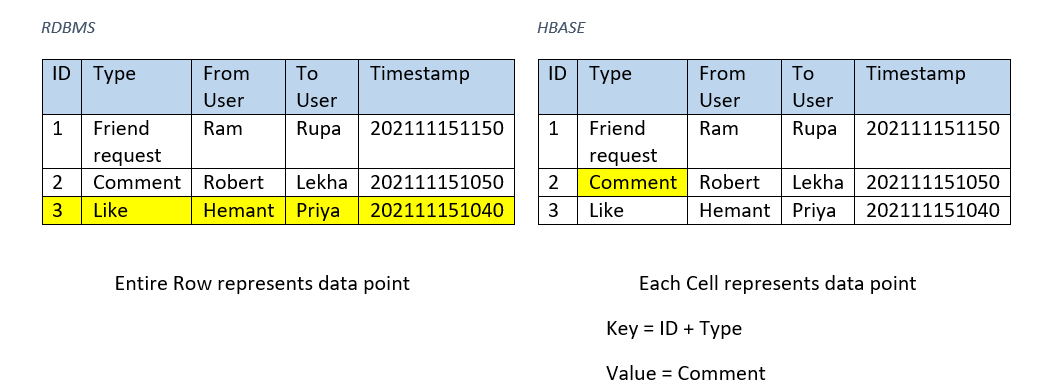 RDBMS
ID Type From User To User Timestamp
1 Friend request Ram Rupa 202111151150
2 Comment Robert Lekha 202111151050
3 Like Hemant Priya 202111151040
Entire Row represents data point
HBASE
ID Type From User To User Timestamp
1 Friend request Ram Rupa 202111151150
2 Comment Robert Lekha 202111151050
3 Like Hemant Priya 202111151040
Each Cell represents data point
Key = ID + Type
Value = Comment